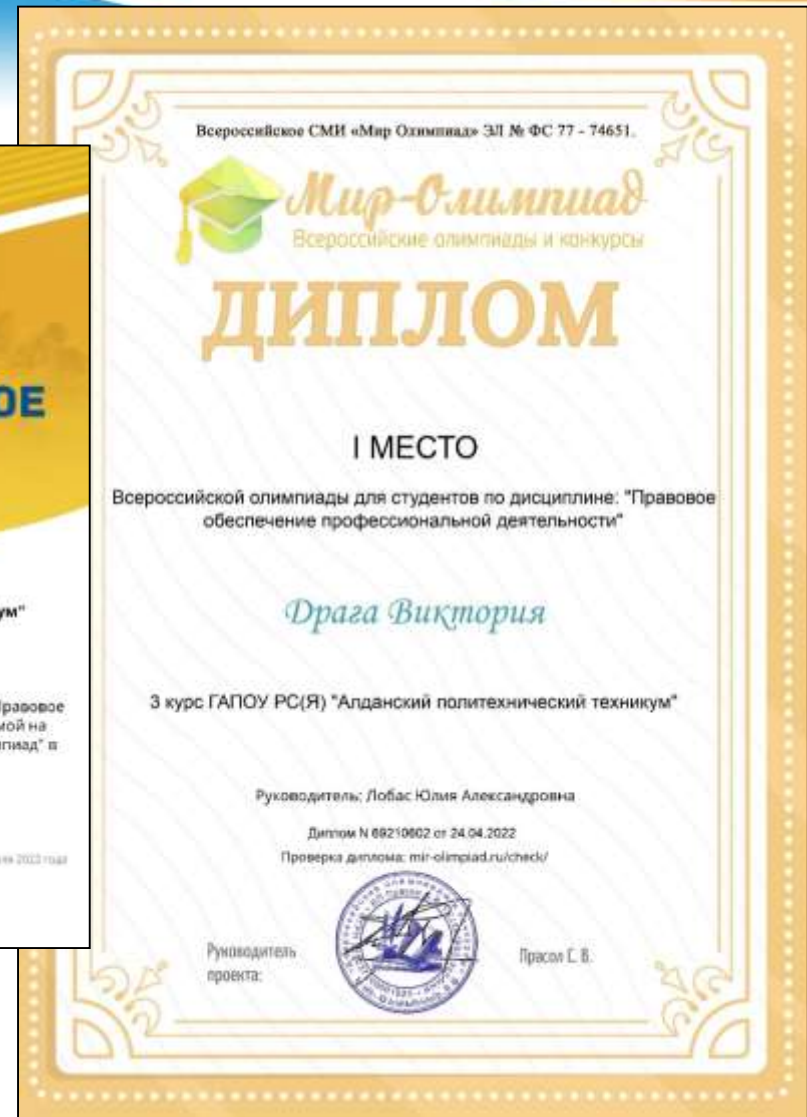 ОЕ
ум"
Правовое
мой на
пиад" в
2022 года
Всероссийское СМИ «Мир Олимпиад» ЭЛ № ФС 77 - 74651.
Мир-Олимпиад
Всероссийские олимпиады и конкурсы
ДИПЛОМ
I МЕСТО
Всероссийской олимпиады для студентов по дисциплине: "Правовое
обеспечение профессиональной деятельности"
Драга Виктория
3 курс ГАПОУ РС(Я) "Алданский политехнический техникум"
Руководитель: Лобас Юлия Александровна
Диплом N 69210602 от 24.04.2022
Проверка диплома: mir-olimpiad.ru/check/
Руководитель
проекта:
Прасол С. В.